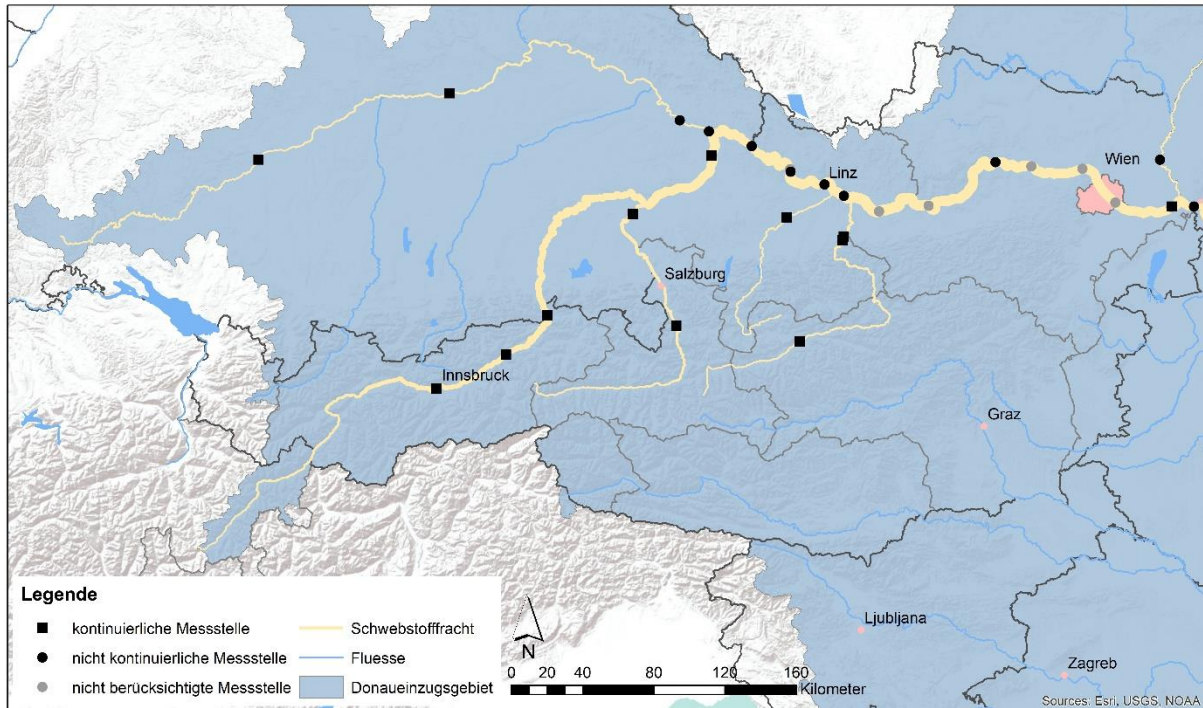 Wien
Linz
Salzburg
Innsbruck
Graz
Ljubljana
Zagreb
Legende
kontinuierliche Messstelle
nicht kontinuierliche Messstelle
nicht berücksichtigte Messstelle
Schwebstofffracht
Fluesse
Donaueinzugsgebiet
N
0 20 40 80 120 160
Kilometer
Sources: Esri, USGS, NOAA